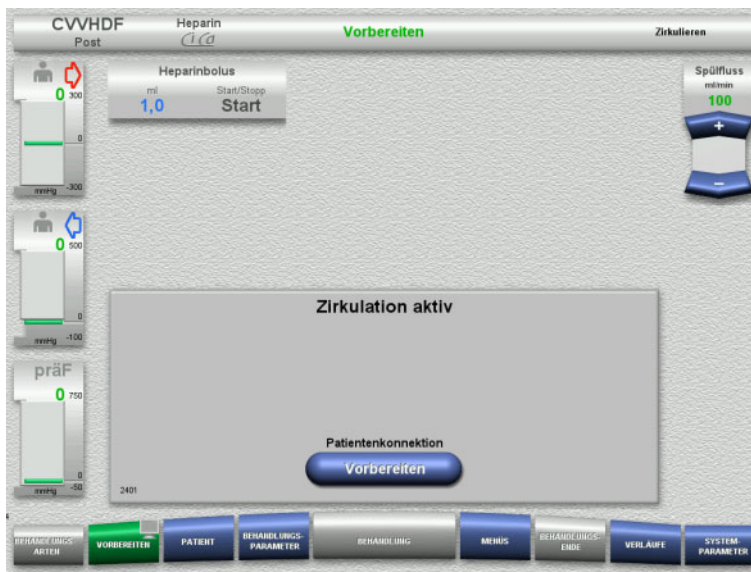 CVVHDF
Post
Heparin
Ci Ca
Vorbereiten
Zirkulieren
0
300
0
-300
mmHg
Heparinbolus
ml
Start/Stopp
1,0
Start
Spülfluss
ml/min
100
+
–
0
500
0
-100
mmHg
präF
0
750
0
-50
mmHg
Zirkulation aktiv
Patientenkonnektion
Vorbereiten
2401
BEHANDLUNGS-
ARTEN
VORBEREITEN
PATIENT
BEHANDLUNGS-
PARAMETER
BEHANDLUNG
MENÜS
BEHANDLUNGS-
ENDE
VERLÄUFE
SYSTEM-
PARAMETER